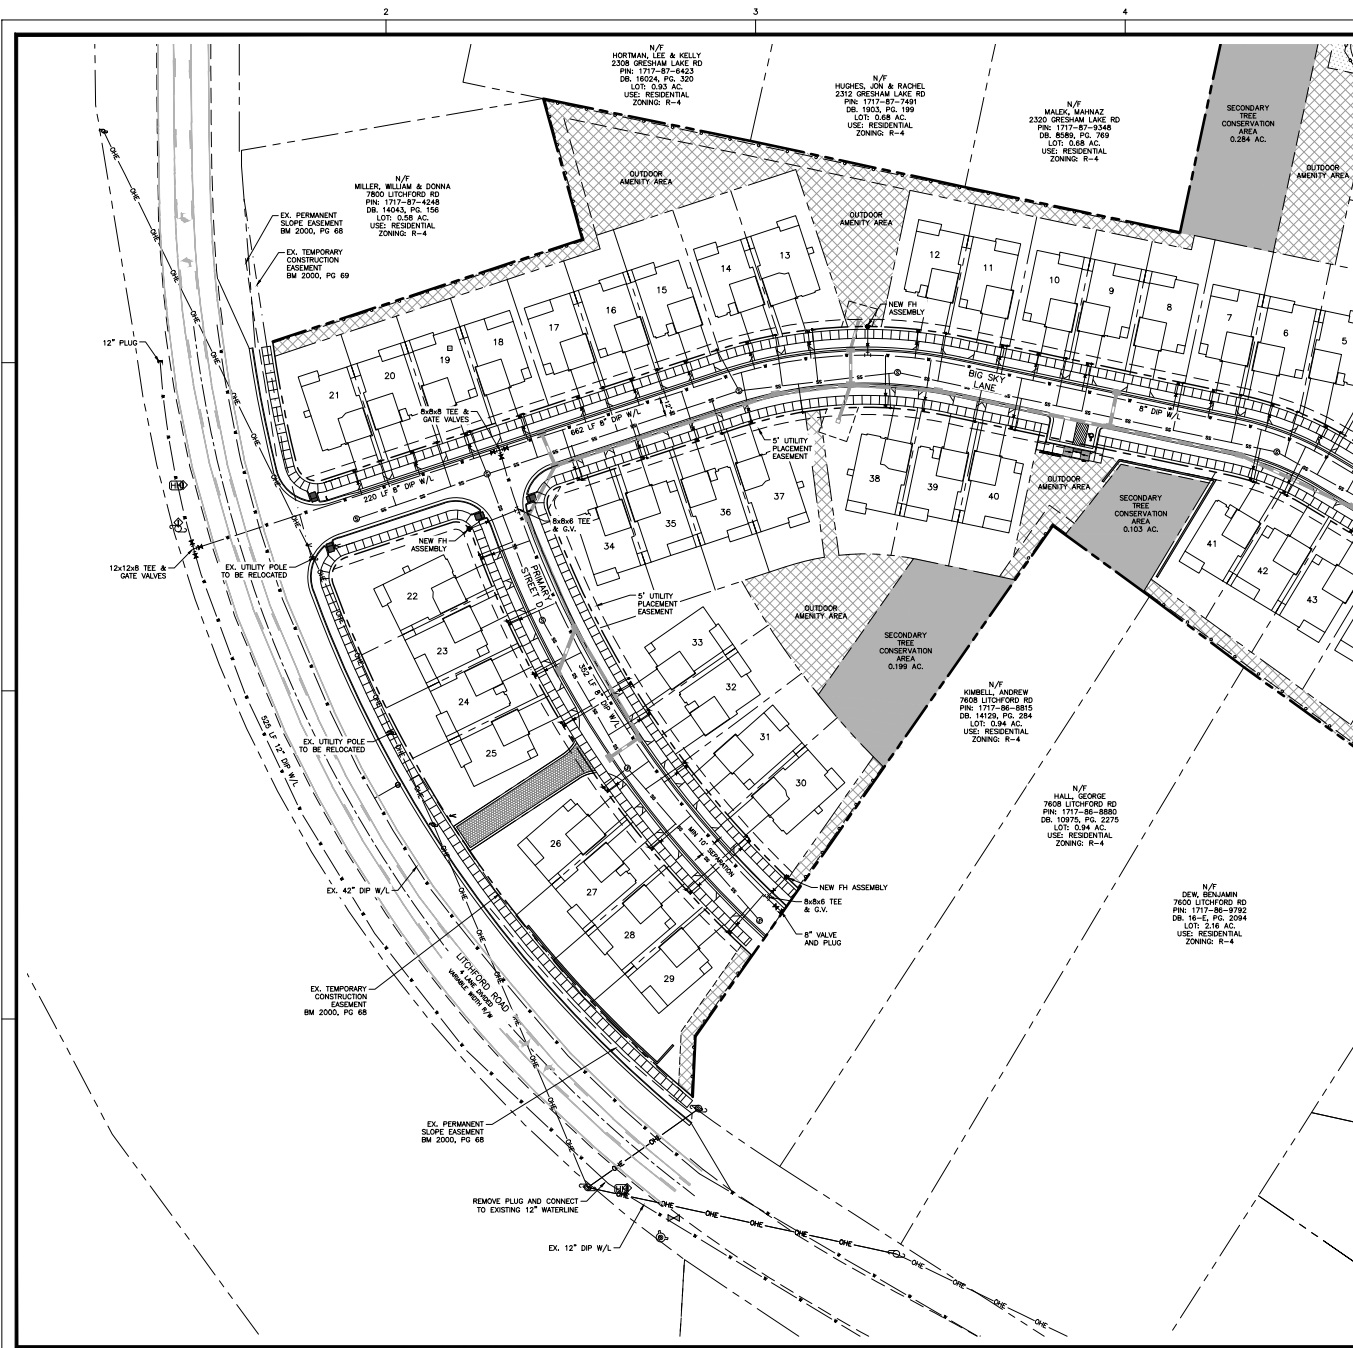 2
3
4
N/F
HORTMAN, LEE & KELLY
2308 GRESHAM LAKE RD
PIN: 1717-87-6423
DB. 16024, PG. 320
LOT: 0.93 AC.
USE: RESIDENTIAL
ZONING: R-4
N/F
HUGHES, JON & RACHEL
2312 GRESHAM LAKE RD
PIN: 1717-87-7491
DB. 1903, PG. 199
LOT: 0.68 AC.
USE: RESIDENTIAL
ZONING: R-4
N/F
MALEK, MAHNAZ
2320 GRESHAM LAKE RD
PIN: 1717-87-9348
DB. 8589, PG. 769
LOT: 0.68 AC.
USE: RESIDENTIAL
ZONING: R-4
SECONDARY
TREE
CONSERVATION
AREA
0.284 AC.
OUTDOOR
AMENITY AREA
OUTDOOR
AMENITY AREA
OUTDOOR
AMENITY AREA
N/F
MILLER, WILLIAM & DONNA
7800 LITCHFORD RD
PIN: 1717-87-4248
DB. 14043, PG. 156
LOT: 0.58 AC.
USE: RESIDENTIAL
ZONING: R-4
EX. PERMANENT
SLOPE EASEMENT
BM 2000, PG 68
EX. TEMPORARY
CONSTRUCTION
EASEMENT
BM 2000, PG 69
12" PLUG
21
20
19
18
17
16
15
14
13
12
11
10
9
8
7
6
5
NEW FH
ASSEMBLY
8x8x8 TEE &
GATE VALVES
662 LF 8" DIP W/L
BIG SKY
LANE
8" DIP W/L
220 LF 8" DIP W/L
5' UTILITY
PLACEMENT
EASEMENT
34
35
36
37
38
39
40
OUTDOOR
AMENITY AREA
SECONDARY
TREE
CONSERVATION
AREA
0.103 AC.
41
42
43
8x8x6 TEE
& G.V.
NEW FH
ASSEMBLY
EX. UTILITY POLE
TO BE RELOCATED
12x12x8 TEE &
GATE VALVES
PRIMARY
STREET D
5' UTILITY
PLACEMENT
EASEMENT
OUTDOOR
AMENITY AREA
SECONDARY
TREE
CONSERVATION
AREA
0.199 AC.
22
23
24
25
33
32
31
30
352 LF 8" DIP W/L
525 LF 12" DIP W/L
EX. UTILITY POLE
TO BE RELOCATED
N/F
KIMBELL, ANDREW
7608 LITCHFORD RD
PIN: 1717-86-8815
DB. 14129, PG. 284
LOT: 0.94 AC.
USE: RESIDENTIAL
ZONING: R-4
N/F
HALL, GEORGE
7608 LITCHFORD RD
PIN: 1717-86-8880
DB. 10975, PG. 2275
LOT: 0.94 AC.
USE: RESIDENTIAL
ZONING: R-4
N/F
DEW, BENJAMIN
7600 LITCHFORD RD
PIN: 1717-86-9792
DB. 16-E, PG. 2094
LOT: 2.16 AC.
USE: RESIDENTIAL
ZONING: R-4
26
27
28
29
MIN 10' SEPARATION
NEW FH ASSEMBLY
8x8x6 TEE
& G.V.
8" VALVE
AND PLUG
EX. 42" DIP W/L
LITCHFORD ROAD
4 LANE DIVIDED
VARIABLE WIDTH R/W
EX. TEMPORARY
CONSTRUCTION
EASEMENT
BM 2000, PG 68
EX. PERMANENT
SLOPE EASEMENT
BM 2000, PG 68
REMOVE PLUG AND CONNECT
TO EXISTING 12" WATERLINE
EX. 12" DIP W/L
OHE
OHE
OHE
OHE
OHE
OHE
OHE
OHE